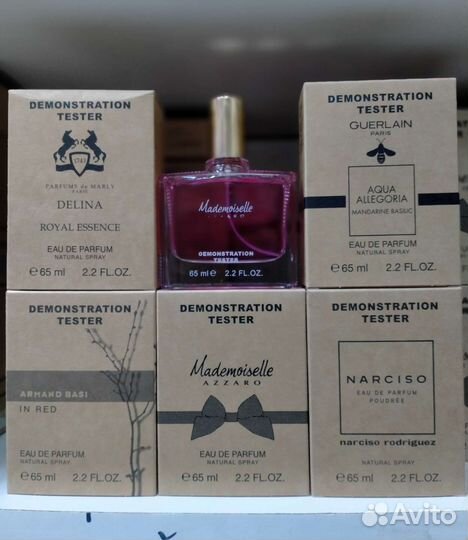 DEMONSTRATION
TESTER
1743
PARFUMS de MARLY
PARIS
DELINA
ROYAL ESSENCE
EAU DE PARFUM
NATURAL SPRAY
e 65 ml 2.2 FL.OZ.
Mademoiselle
AZZARO
DEMONSTRATION
TESTER
65 ml e 2.2 FL.OZ.
DEMONSTRATION
TESTER
GUERLAIN
PARIS
AQUA
ALLEGORIA
MANDARINE BASILIC
EAU DE PARFUM
NATURAL SPRAY
e 65 ml 2.2 FL.OZ.
DEMONSTRATION
TESTER
ARMAND BASI
IN RED
EAU DE PARFUM
NATURAL SPRAY
e 65 ml 2.2 FL.OZ.
DEMONSTRATION
TESTER
Mademoiselle
AZZARO
EAU DE PARFUM
NATURAL SPRAY
e 65 ml 2.2 FL.OZ.
DEMONSTRATION
TESTER
NARCISO
EAU DE PARFUM
POUDRÉE
narciso rodriguez
NATURAL SPRAY
e 65 ml 2.2 FL.OZ.
Avito